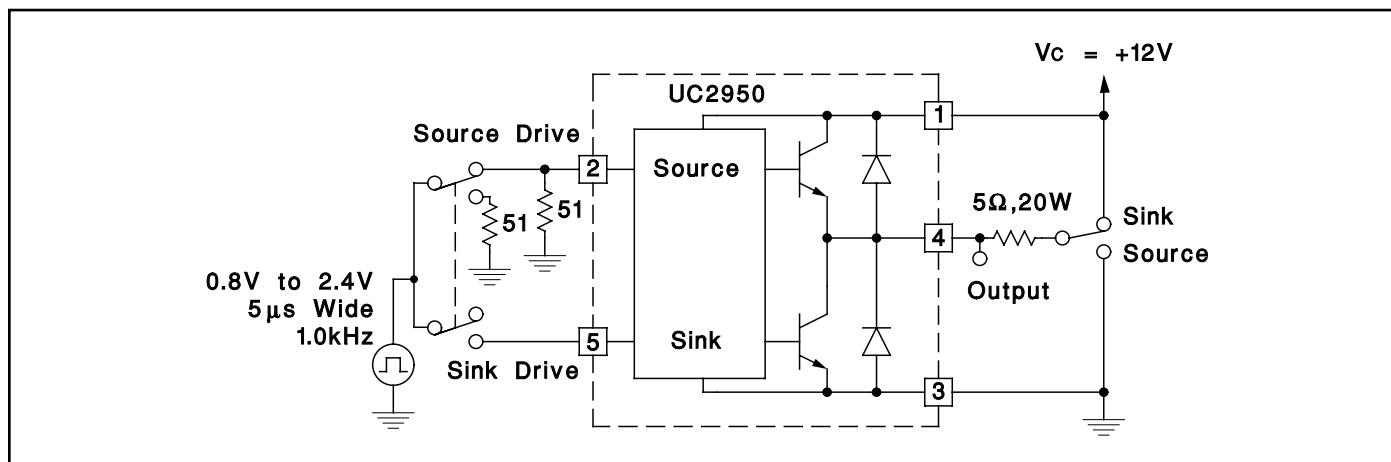 Vc = +12V
UC2950
1
Source Drive
2
Source
51
51
5Ω,20W
Sink
4
Source
0.8V to 2.4V
5μs Wide
1.0kHz
Output
5
Sink
Sink Drive
3